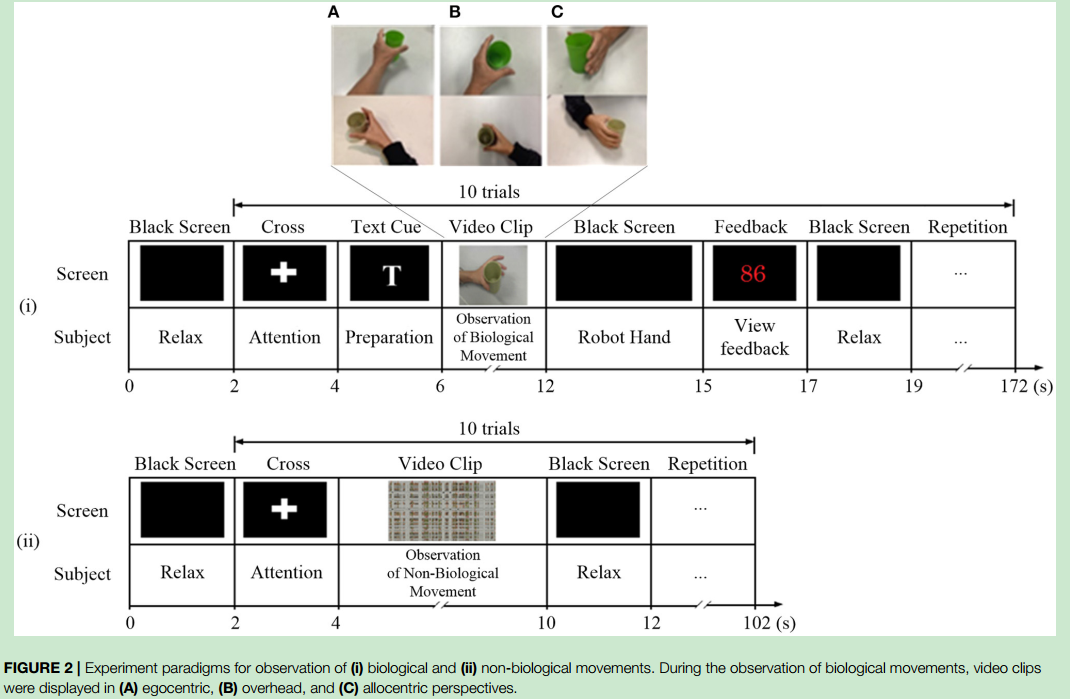 A B C
10 trials
Black Screen Cross Text Cue Video Clip Black Screen Feedback Black Screen Repetition
Screen T 86 ...
(i)
Subject Relax Attention Preparation Observation of Biological Movement Robot Hand View feedback Relax ...
0 2 4 6 12 15 17 19 172 (s)
10 trials
Black Screen Cross Video Clip Black Screen Repetition
Screen ...
(ii)
Subject Relax Attention Observation of Non-Biological Movement Relax ...
0 2 4 10 12 102 (s)
FIGURE 2 | Experiment paradigms for observation of (i) biological and (ii) non-biological movements. During the observation of biological movements, video clips
were displayed in (A) egocentric, (B) overhead, and (C) allocentric perspectives.